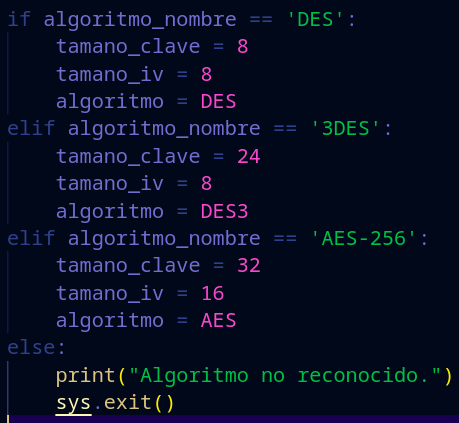 if algoritmo_nombre == 'DES':
    tamano_clave = 8
    tamano_iv = 8
    algoritmo = DES
elif algoritmo_nombre == '3DES':
    tamano_clave = 24
    tamano_iv = 8
    algoritmo = DES3
elif algoritmo_nombre == 'AES-256':
    tamano_clave = 32
    tamano_iv = 16
    algoritmo = AES
else:
    print("Algoritmo no reconocido.")
    sys.exit()